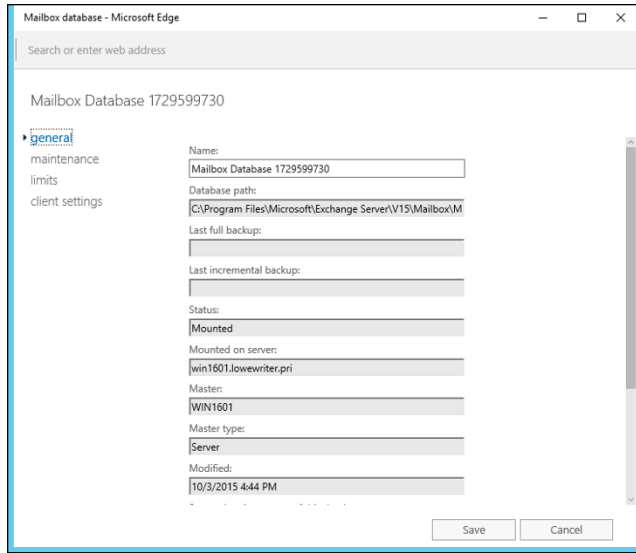 Mailbox database - Microsoft Edge
Search or enter web address
Mailbox Database 1729599730
general
maintenance
limits
client settings
Name:
Mailbox Database 1729599730
Database path:
C:\Program Files\Microsoft\Exchange Server\V15\Mailbox\M
Last full backup:
Last incremental backup:
Status:
Mounted
Mounted on server:
win1601.lowewriter.pri
Master:
WIN1601
Master type:
Server
Modified:
10/3/2015 4:44 PM
Save Cancel